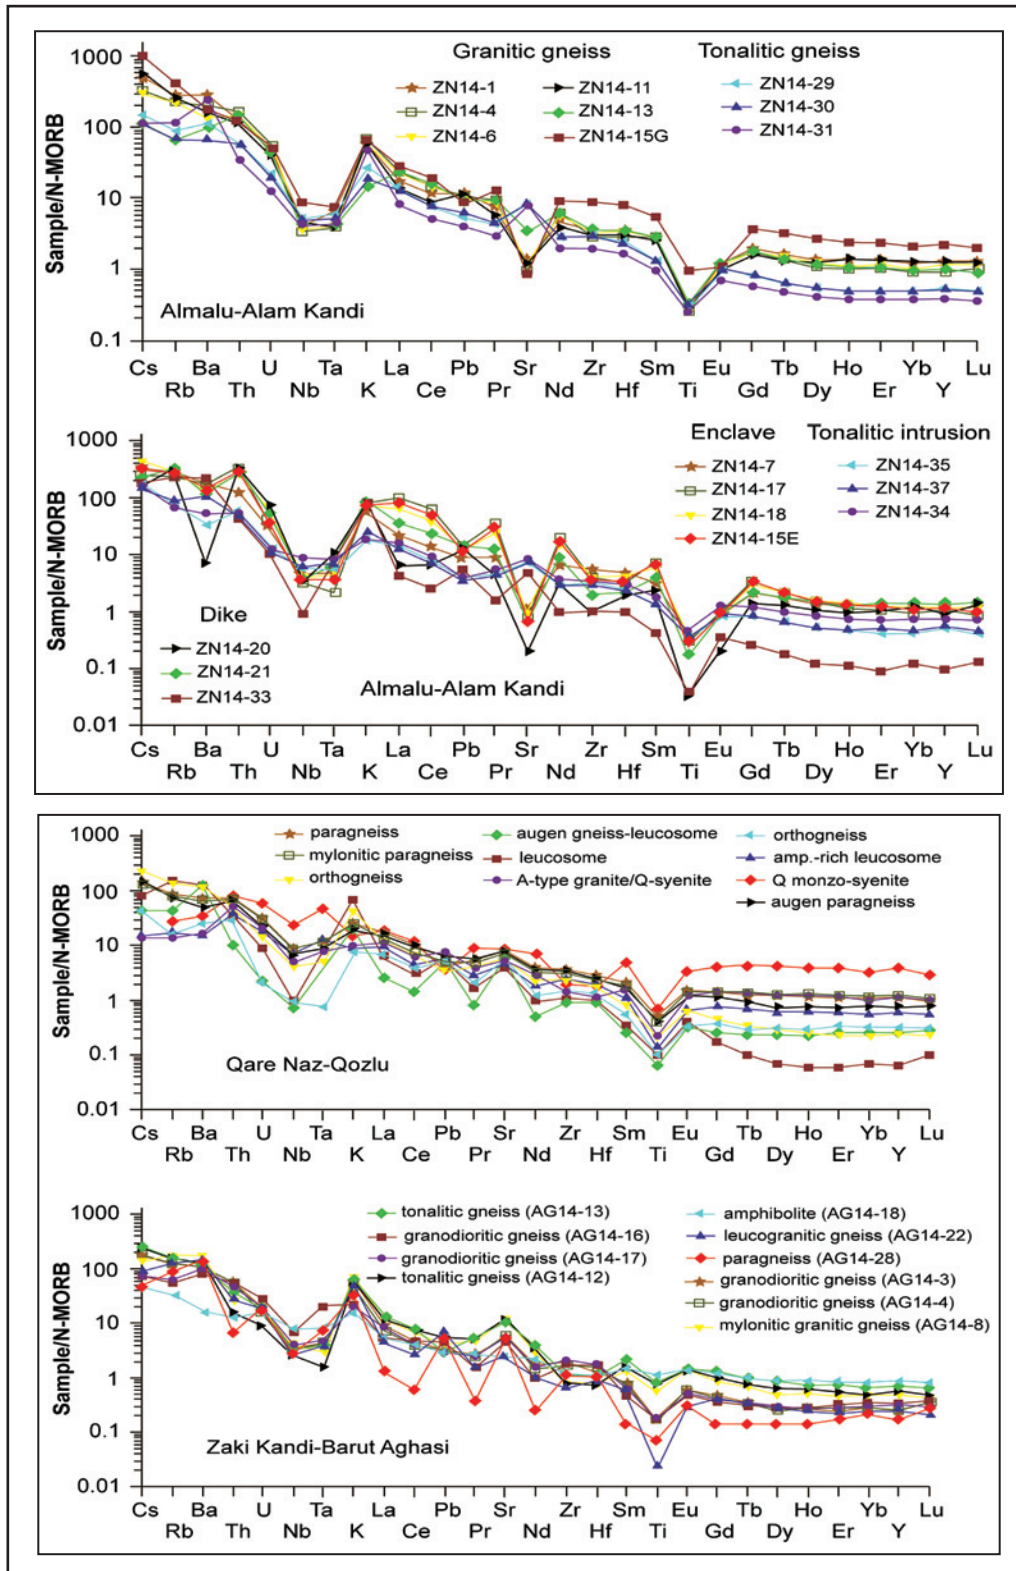 Sample/N-MORB
1000
100
10
1
0.1
Granitic gneiss
Tonalitic gneiss
ZN14-1
ZN14-11
ZN14-29
ZN14-4
ZN14-13
ZN14-30
ZN14-6
ZN14-15G
ZN14-31
Almalu-Alam Kandi
Cs Ba U Ta La Pb Sr Zr Sm Eu Tb Ho Yb Lu
Rb Th Nb K Ce Pr Nd Hf Ti Gd Dy Er Y
Sample/N-MORB
1000
100
10
1
0.1
0.01
Enclave
Tonalitic intrusion
ZN14-7
ZN14-35
ZN14-17
ZN14-37
ZN14-18
ZN14-34
ZN14-15E
Dike
ZN14-20
ZN14-21
ZN14-33
Almalu-Alam Kandi
Cs Ba U Ta La Pb Sr Zr Sm Eu Tb Ho Yb Lu
Rb Th Nb K Ce Pr Nd Hf Ti Gd Dy Er Y
Sample/N-MORB
1000
100
10
1
0.1
0.01
paragneiss
augen gneiss-leucosome
orthogneiss
mylonitic paragneiss
leucosome
amp.-rich leucosome
orthogneiss
A-type granite/Q-syenite
Q monzo-syenite
augen paragneiss
Qare Naz-Qozlu
Cs Ba U Ta La Pb Sr Zr Sm Eu Tb Ho Yb Lu
Rb Th Nb K Ce Pr Nd Hf Ti Gd Dy Er Y
Sample/N-MORB
1000
100
10
1
0.1
0.01
tonalitic gneiss (AG14-13)
amphibolite (AG14-18)
granodioritic gneiss (AG14-16)
leucogranitic gneiss (AG14-22)
granodioritic gneiss (AG14-17)
paragneiss (AG14-28)
tonalitic gneiss (AG14-12)
granodioritic gneiss (AG14-3)
granodioritic gneiss (AG14-4)
mylonitic granitic gneiss (AG14-8)
Zaki Kandi-Barut Aghasi
Cs Ba U Ta La Pb Sr Zr Sm Eu Tb Ho Yb Lu
Rb Th Nb K Ce Pr Nd Hf Ti Gd Dy Er Y